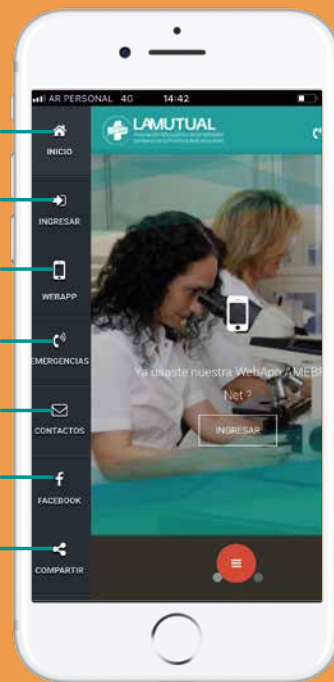 AR PERSONAL 4G 14:42
LAMUTUAL
INICIO
INGRESAR
WEBAPP
EMERGENCIAS
CONTACTOS
FACEBOOK
COMPARTIR
Ya usaste nuestra WebApp AMEBP
Net ?
INGRESAR